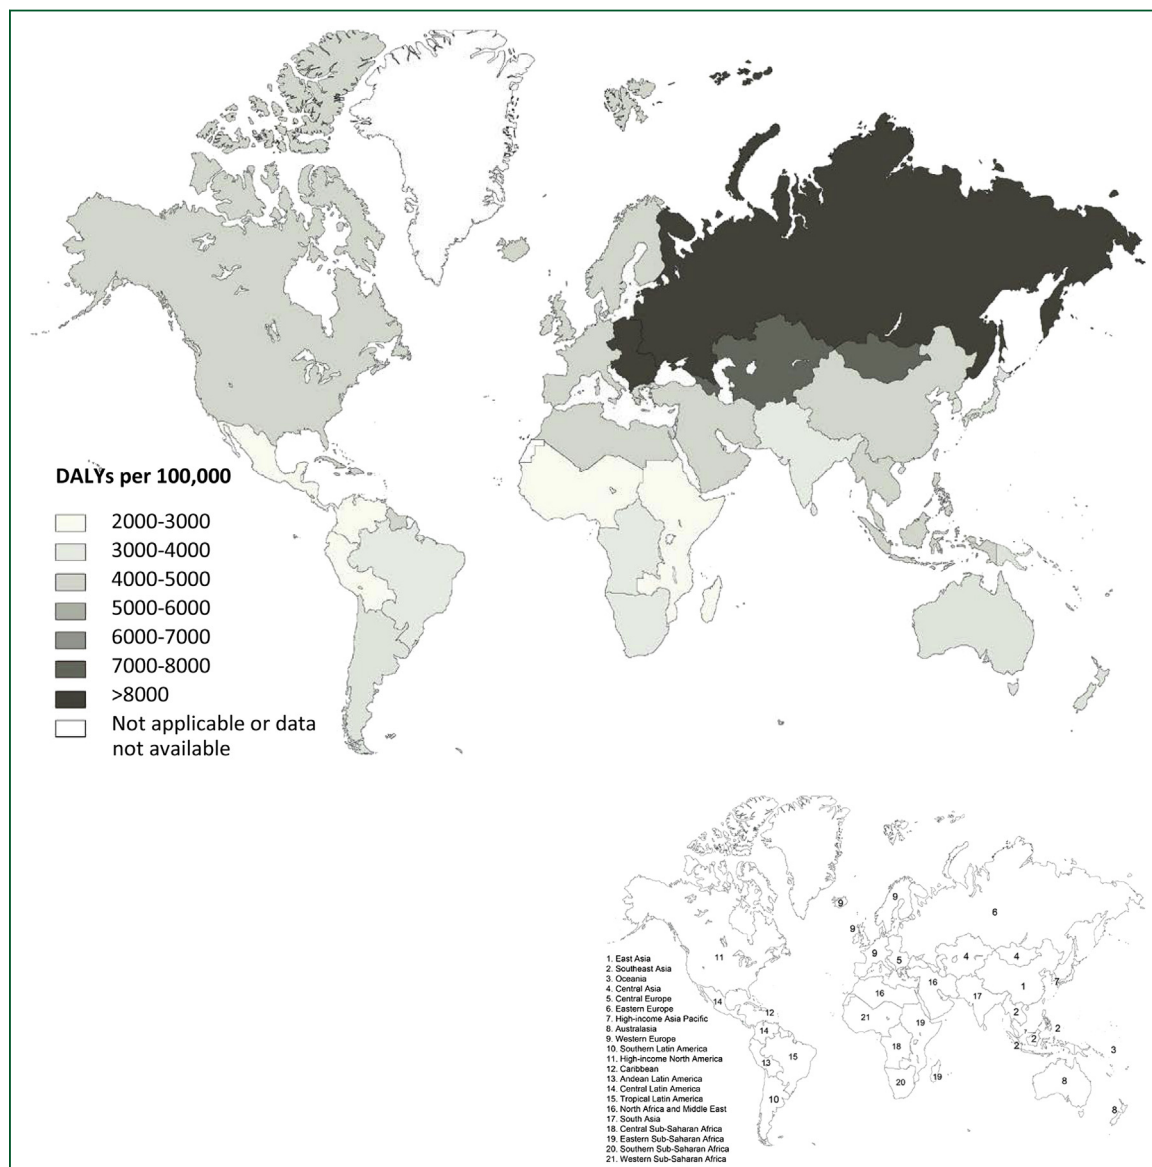 DALYs per 100,000
2000-3000
3000-4000
4000-5000
5000-6000
6000-7000
7000-8000
>8000
Not applicable or data
not available
1. East Asia
2. Southeast Asia
3. Oceania
4. Central Asia
5. Central Europe
6. Eastern Europe
7. High-income Asia Pacific
8. Australasia
9. Western Europe
10. Southern Latin America
11. High-income North America
12. Caribbean
13. Andean Latin America
14. Central Latin America
15. Tropical Latin America
16. North Africa and Middle East
17. South Asia
18. Central Sub-Saharan Africa
19. Eastern Sub-Saharan Africa
20. Southern Sub-Saharan Africa
21. Western Sub-Saharan Africa
9
9
6
9
11
5
4
4
16
7
1
16
17
14
12
2
21
19
2
14
2
2
3
15
18
13
19
8
20
10
8